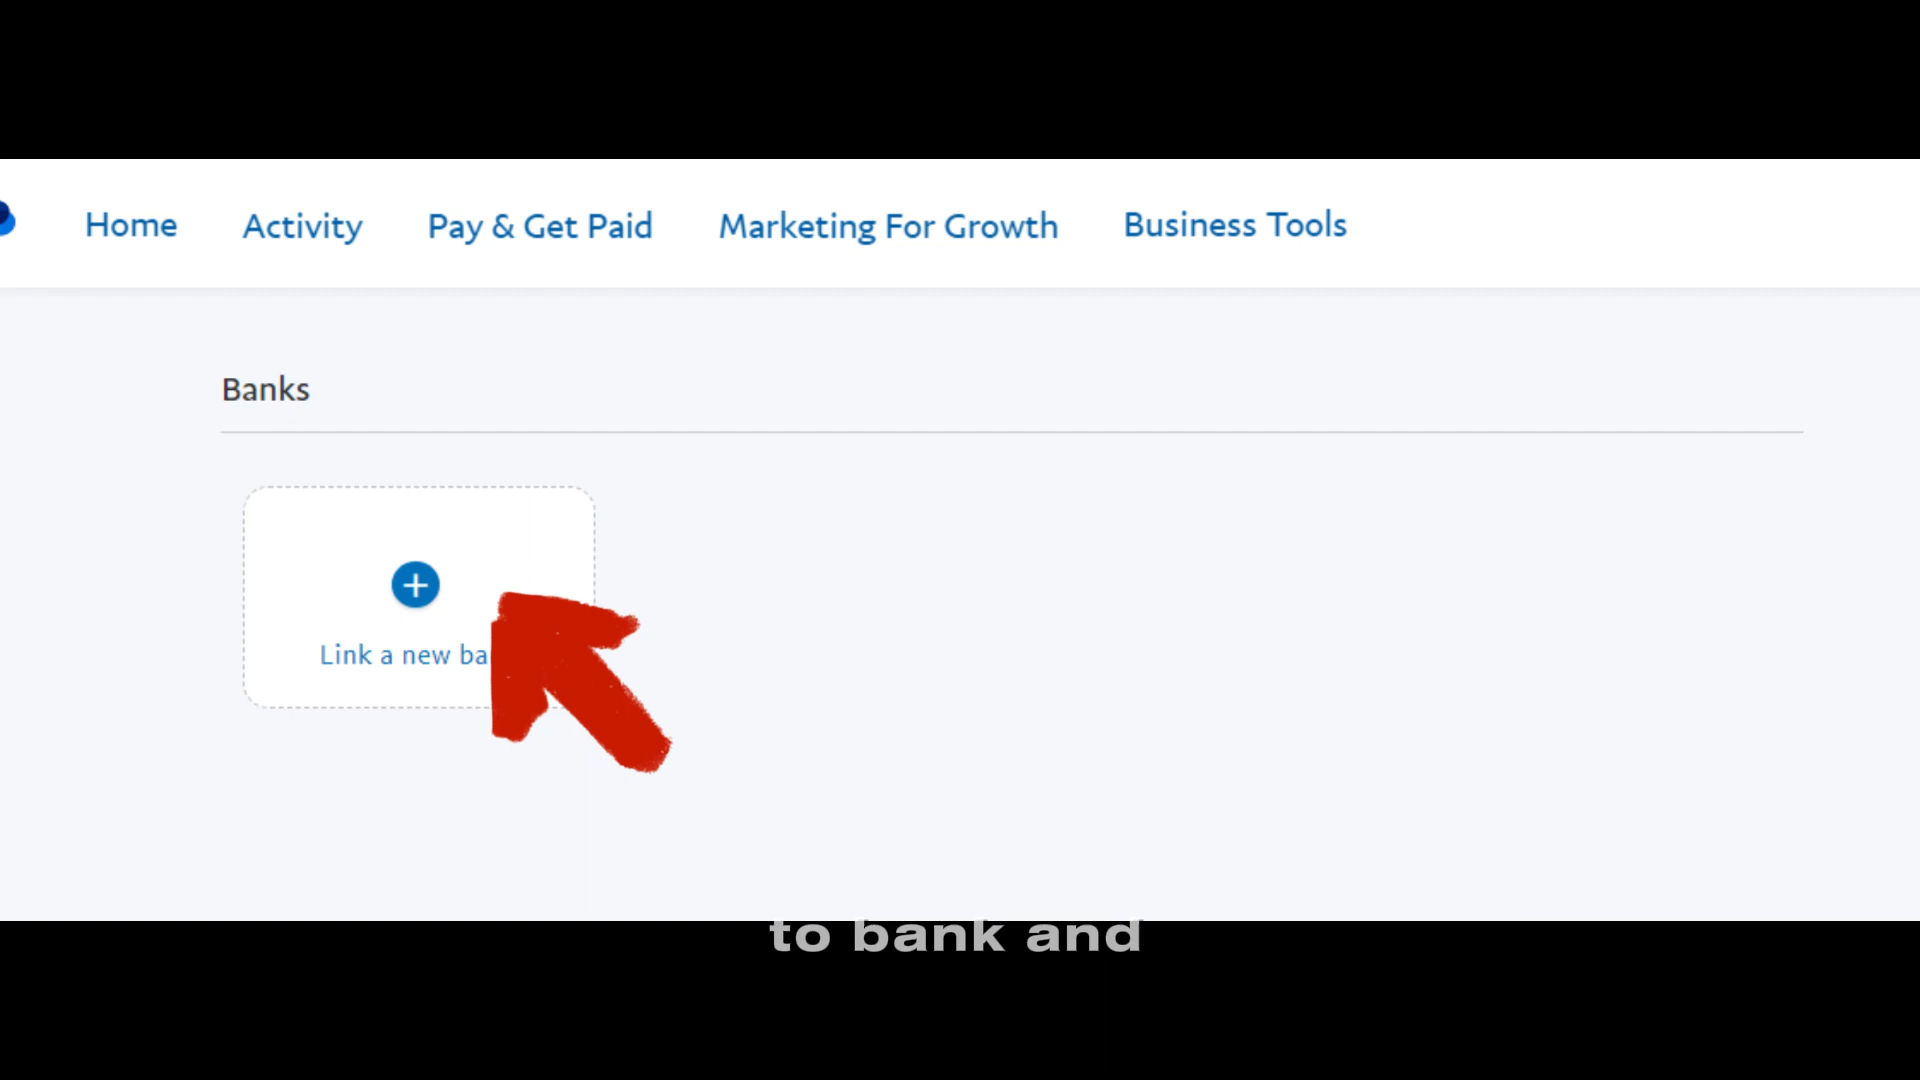 Home Activity Pay & Get Paid Marketing For Growth Business Tools
Banks
Link a new ba
to bank and